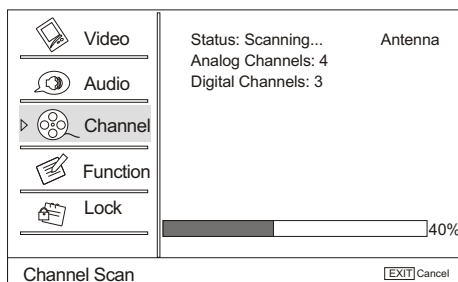 Video
Audio
Channel
Function
Lock
Status: Scanning... Antenna
Analog Channels: 4
Digital Channels: 3
40%
Channel Scan
EXIT Cancel